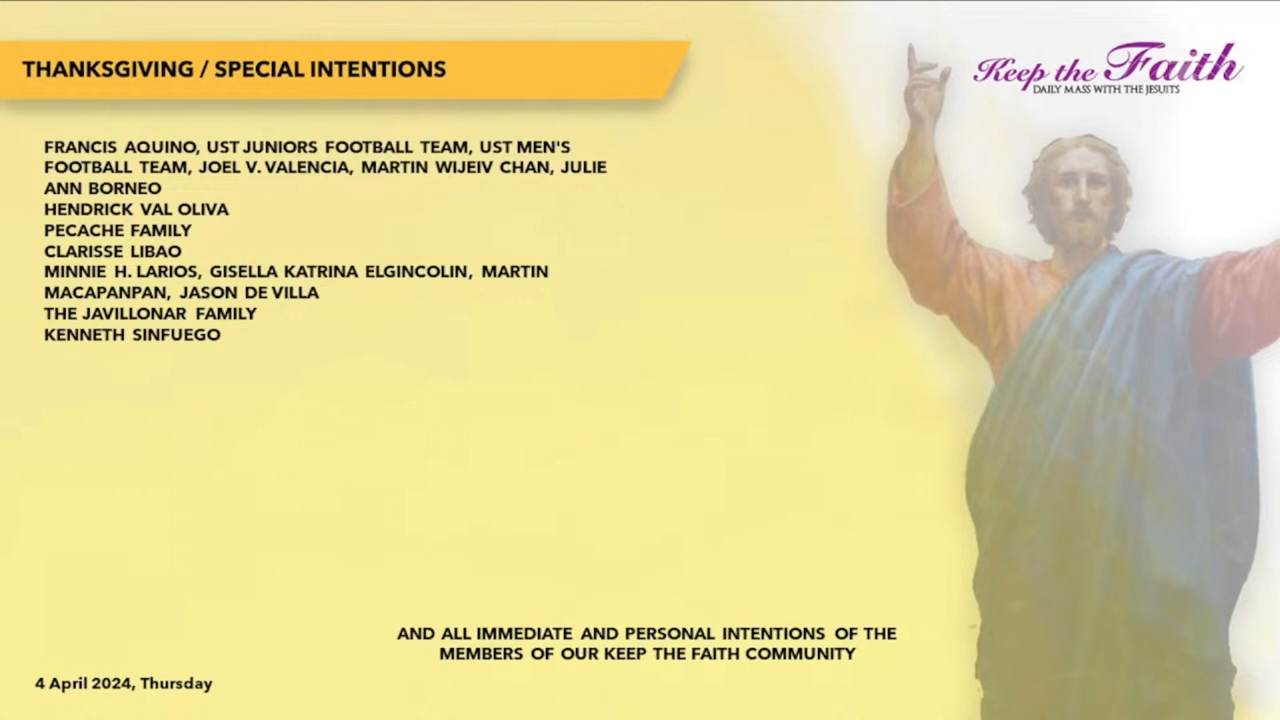 THANKSGIVING / SPECIAL INTENTIONS
Keep the Faith
DAILY MASS WITH THE JESUITS
FRANCIS AQUINO, UST JUNIORS FOOTBALL TEAM, UST MEN'S
FOOTBALL TEAM, JOEL V. VALENCIA, MARTIN WIJEIV CHAN, JULIE
ANN BORNEO
HENDRICK VAL OLIVA
PECACHE FAMILY
CLARISSE LIBAO
MINNIE H. LARIOS, GISELLA KATRINA ELGINCOLIN, MARTIN
MACAPANPAN, JASON DE VILLA
THE JAVILLONAR FAMILY
KENNETH SINFUEGO
AND ALL IMMEDIATE AND PERSONAL INTENTIONS OF THE
MEMBERS OF OUR KEEP THE FAITH COMMUNITY
4 April 2024, Thursday